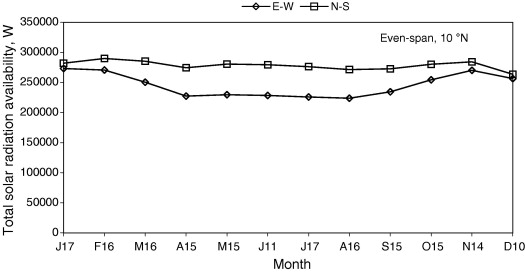 E-W N-S
Total solar radiation availability, W
350000
300000
250000
200000
150000
100000
50000
0
Even-span, 10 °N
J17 F16 M16 A15 M15 J11 J17 A16 S15 O15 N14 D10
Month